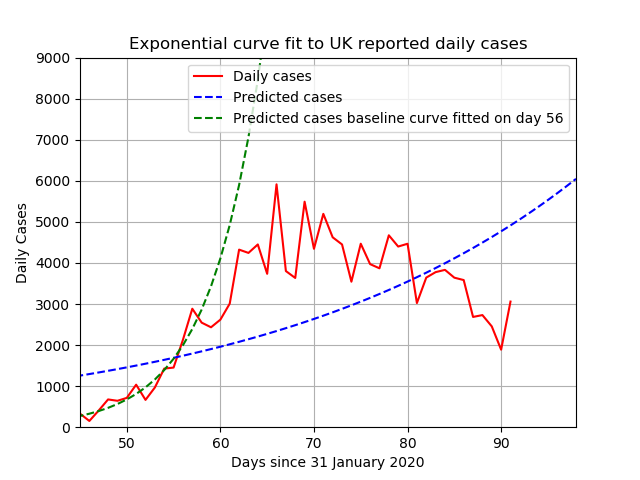 Exponential curve fit to UK reported daily cases
9000
8000
7000
6000
5000
4000
3000
2000
1000
0
Daily Cases
Daily cases
Predicted cases
Predicted cases baseline curve fitted on day 56
50 60 70 80 90
Days since 31 January 2020